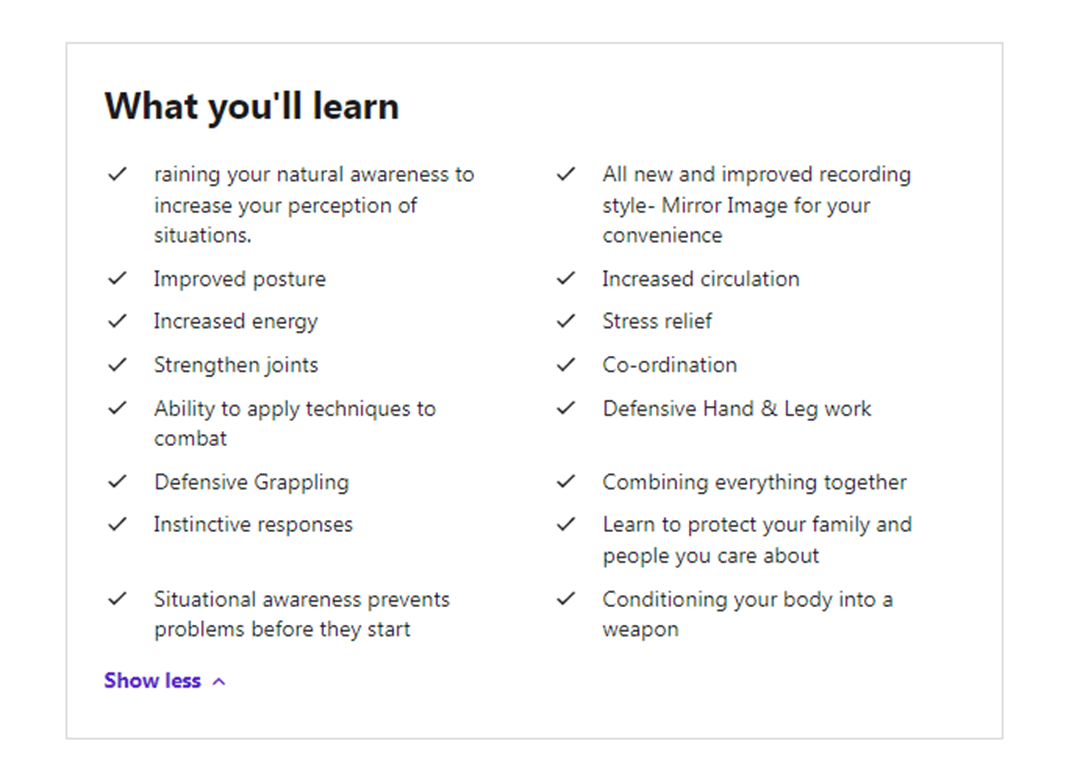 What you'll learn
raining your natural awareness to
increase your perception of
situations.
All new and improved recording
style- Mirror Image for your
convenience
Improved posture
Increased circulation
Increased energy
Stress relief
Strengthen joints
Co-ordination
Ability to apply techniques to
combat
Defensive Hand & Leg work
Defensive Grappling
Combining everything together
Instinctive responses
Learn to protect your family and
people you care about
Situational awareness prevents
problems before they start
Conditioning your body into a
weapon
Show less